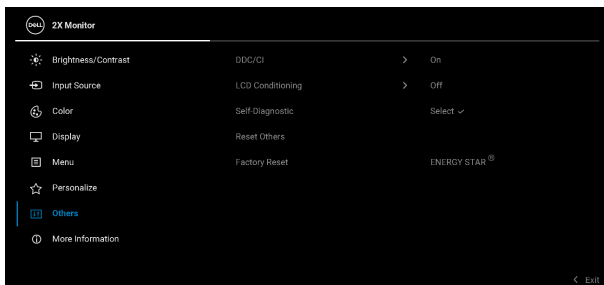 DELL 2X Monitor
Brightness/Contrast DDC/CI > On
Input Source LCD Conditioning > Off
Color Self-Diagnostic Select ✓
Display Reset Others
Menu Factory Reset ENERGY STAR®
Personalize
Others
More Information
< Exit